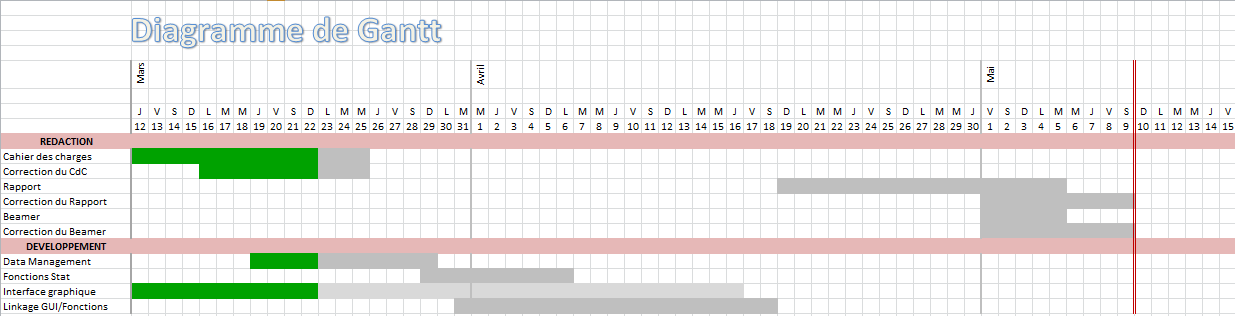 Diagramme de Gantt
Mars Avril Mai
J V S D L M M J V S D L M M J V S D L M M J V S D L M M J V S D L M M J V S D L M M J V S D L M M J V S D L M M J V S D L M M J V
12 13 14 15 16 17 18 19 20 21 22 23 24 25 26 27 28 29 30 31 1 2 3 4 5 6 7 8 9 10 11 12 13 14 15 16 17 18 19 20 21 22 23 24 25 26 27 28 29 30 1 2 3 4 5 6 7 8 9 10 11 12 13 14 15
REDACTION
Cahier des charges
Correction du CdC
Rapport
Correction du Rapport
Beamer
Correction du Beamer
DEVELOPPEMENT
Data Management
Fonctions Stat
Interface graphique
Linkage GUI/Fonctions